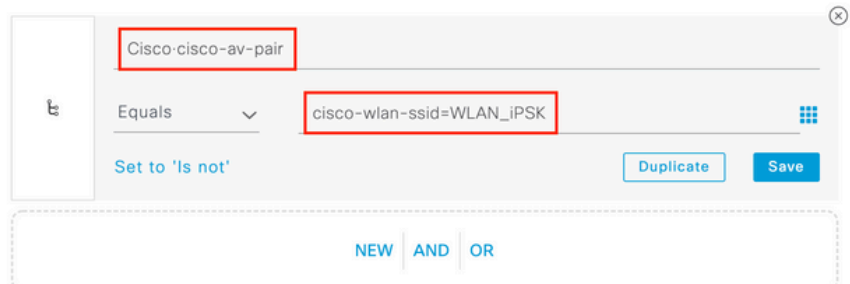 Cisco·cisco-av-pair
Equals cisco-wlan-ssid=WLAN_iPSK
Set to 'Is not' Duplicate Save
NEW AND OR